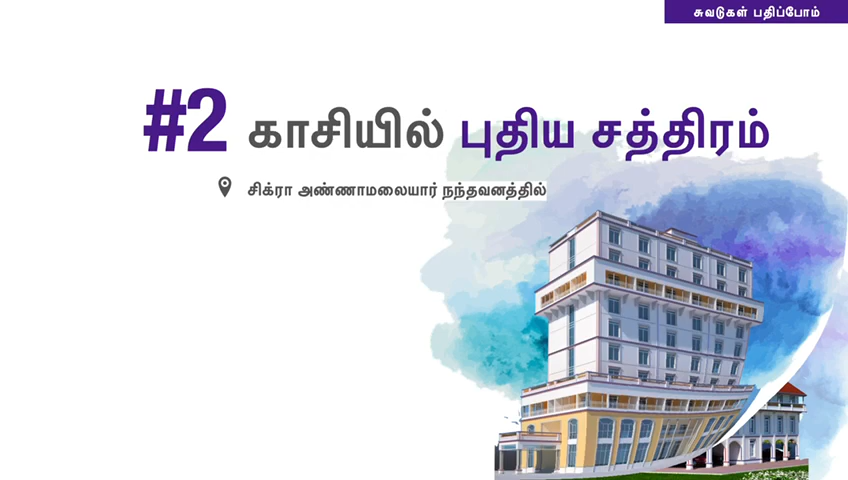 சுவடுகள் பதிப்போம்
#2 காசியில் புதிய சத்திரம்
சிக்ரா அண்ணாமலையார் நந்தவனத்தில்